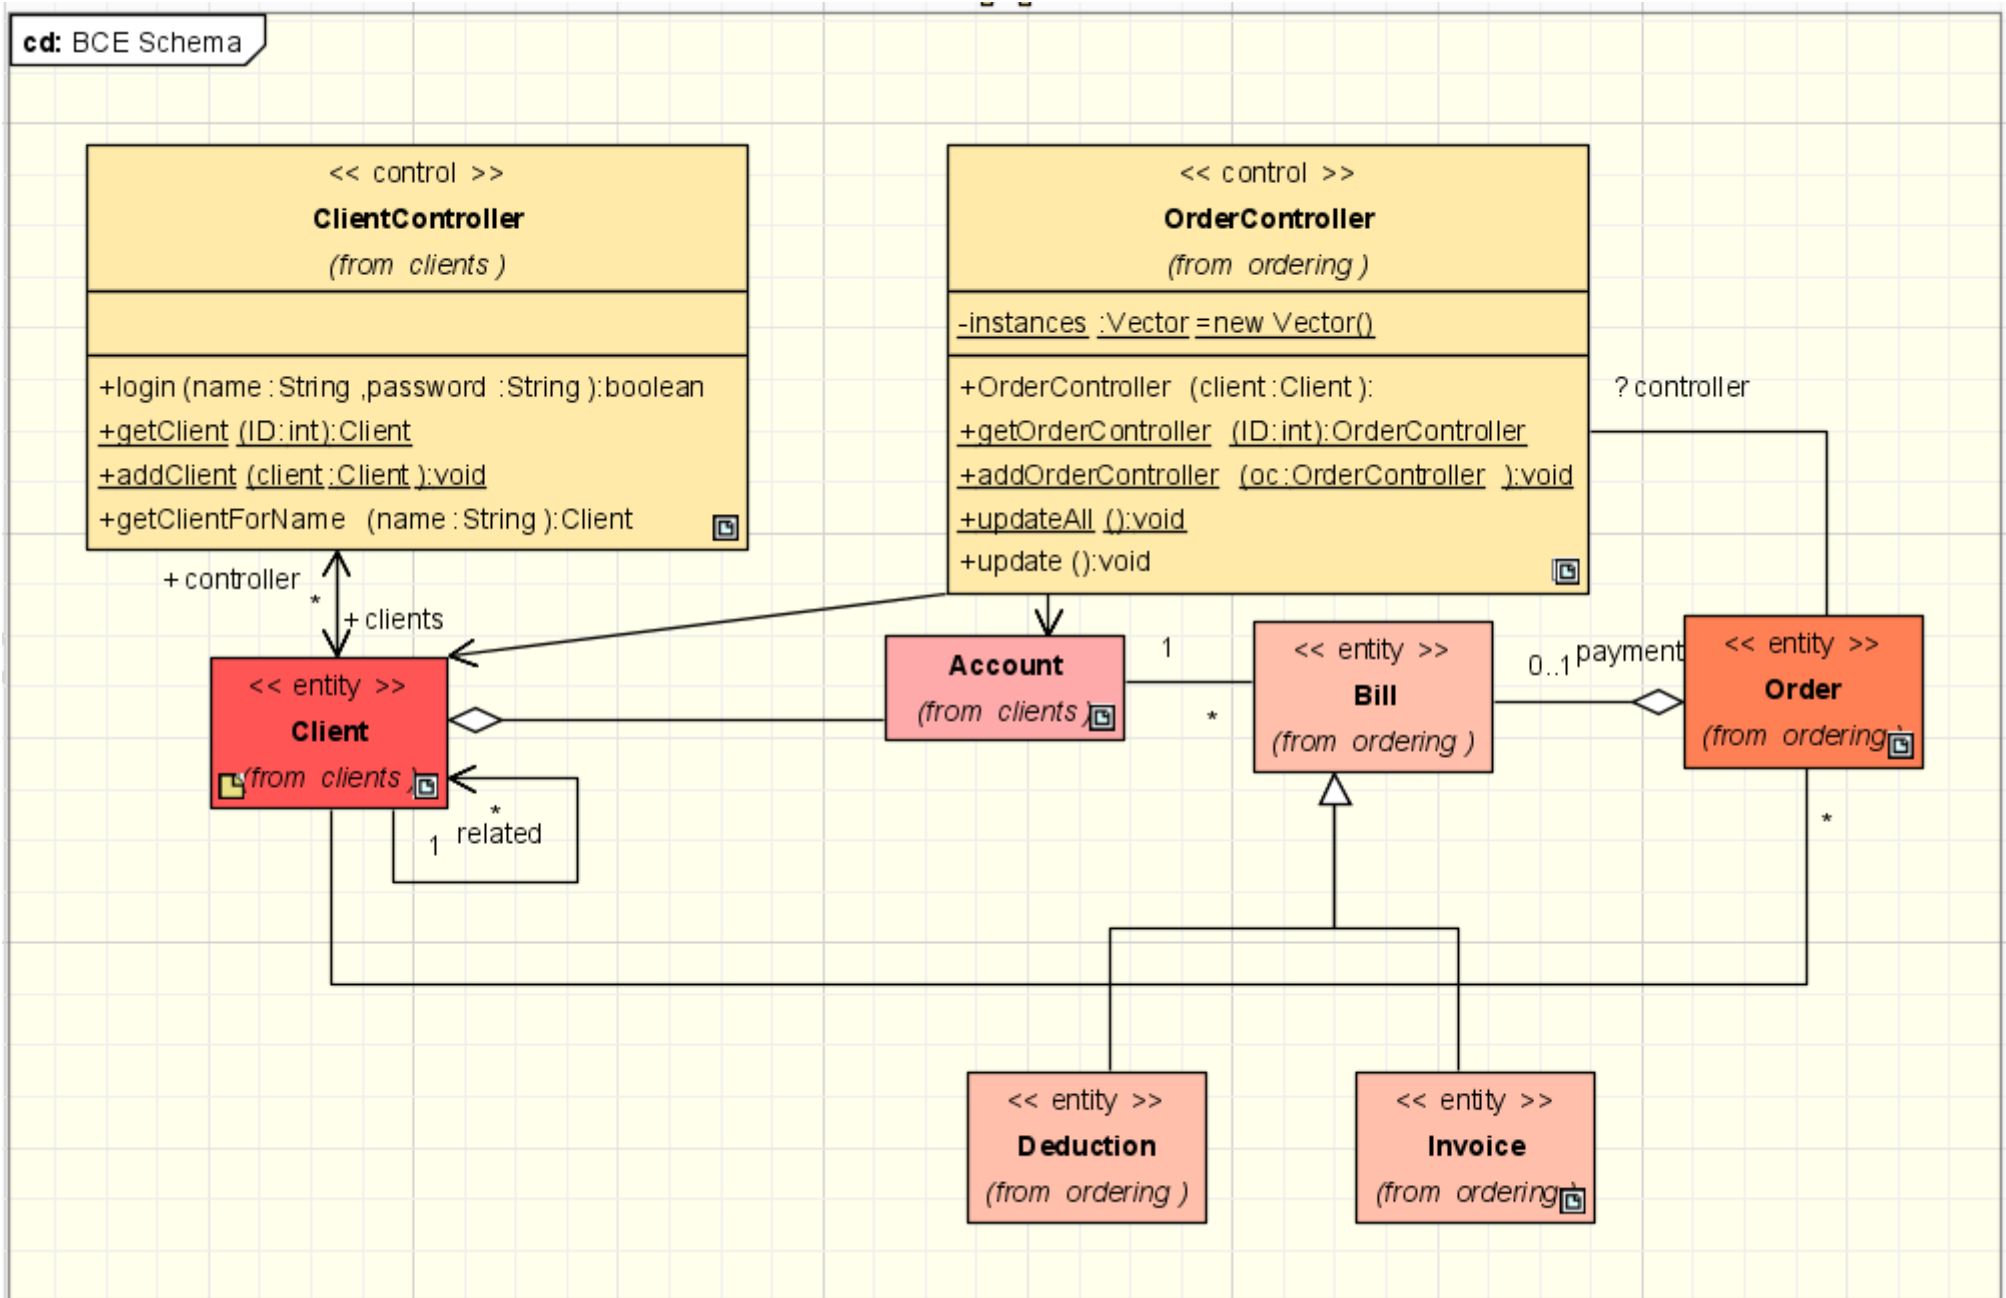 cd: BCE Schema
<< control >>
ClientController
(from clients )
+login (name : String ,password : String ):boolean
+getClient (ID: int):Client
+addClient (client : Client ):void
+getClientForName (name : String ):Client
<< control >>
OrderController
(from ordering )
-instances :Vector =new Vector()
+OrderController (client : Client ):
+getOrderController (ID: int):OrderController
+addOrderController (oc : OrderController ):void
+updateAll ():void
+update ():void
? controller
+ controller
*
+ clients
<< entity >>
Client
(from clients )
*
related
1
Account
(from clients )
1
*
<< entity >>
Bill
(from ordering )
0..1
payment
<< entity >>
Order
(from ordering )
*
<< entity >>
Deduction
(from ordering )
<< entity >>
Invoice
(from ordering )